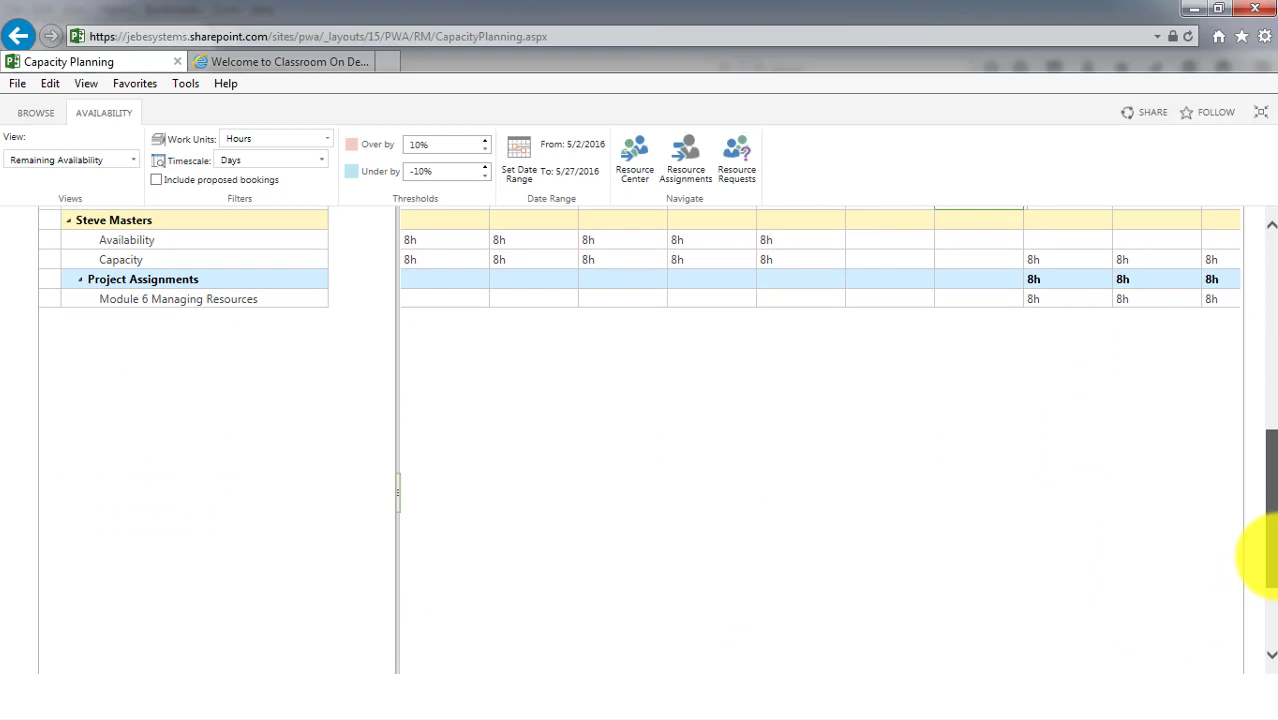 https://jebesystems.sharepoint.com/sites/pwa/_layouts/15/PWA/RM/CapacityPlanning.aspx
Capacity Planning
Welcome to Classroom On De...
File Edit View Favorites Tools Help
BROWSE AVAILABILITY SHARE FOLLOW
View:
Remaining Availability
Views
Work Units: Hours
Timescale: Days
Include proposed bookings
Filters
Over by 10%
Under by -10%
Thresholds
Set Date Range
From: 5/2/2016
To: 5/27/2016
Date Range
Resource Center
Resource Assignments
Resource Requests
Navigate
Steve Masters
Availability 8h 8h 8h 8h 8h
Capacity 8h 8h 8h 8h 8h 8h 8h 8h
Project Assignments 8h 8h 8h
Module 6 Managing Resources 8h 8h 8h